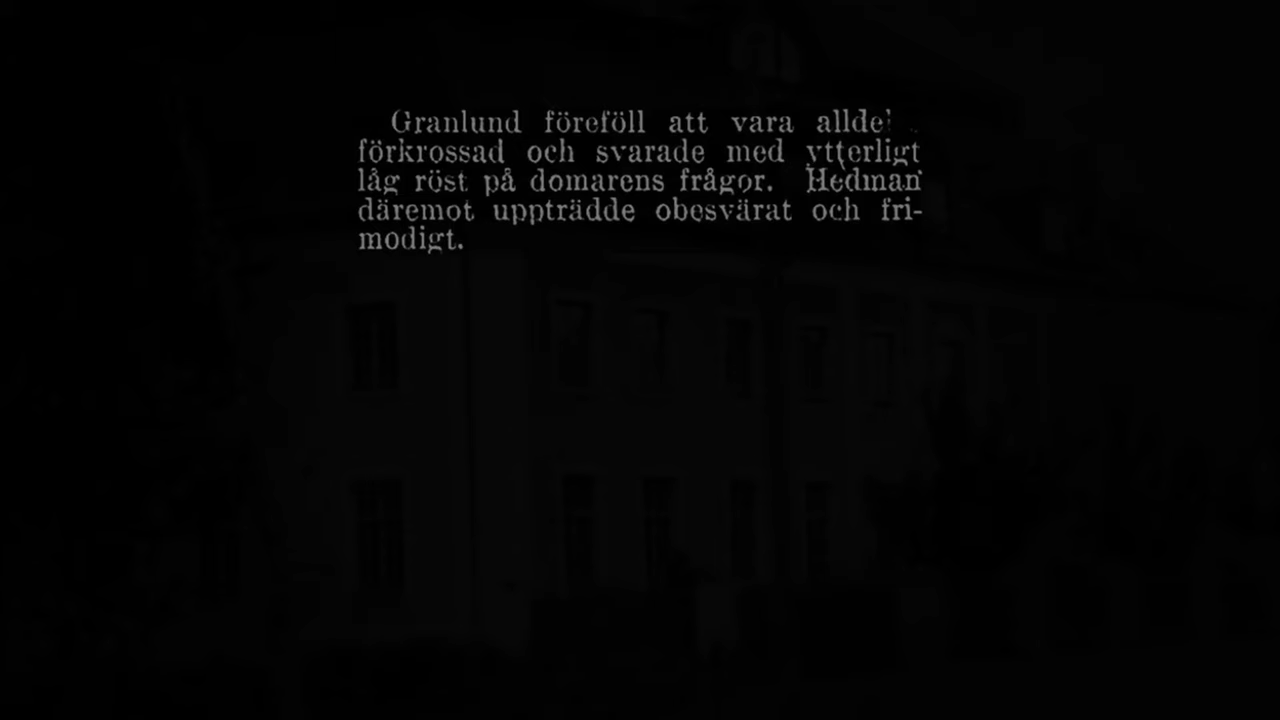 Granlund föreföll att vara alldel
förkrossad och svarade med ytterligt
låg röst på domarens frågor. Hedman
däremot uppträdde obesvärat och fri-
modigt.